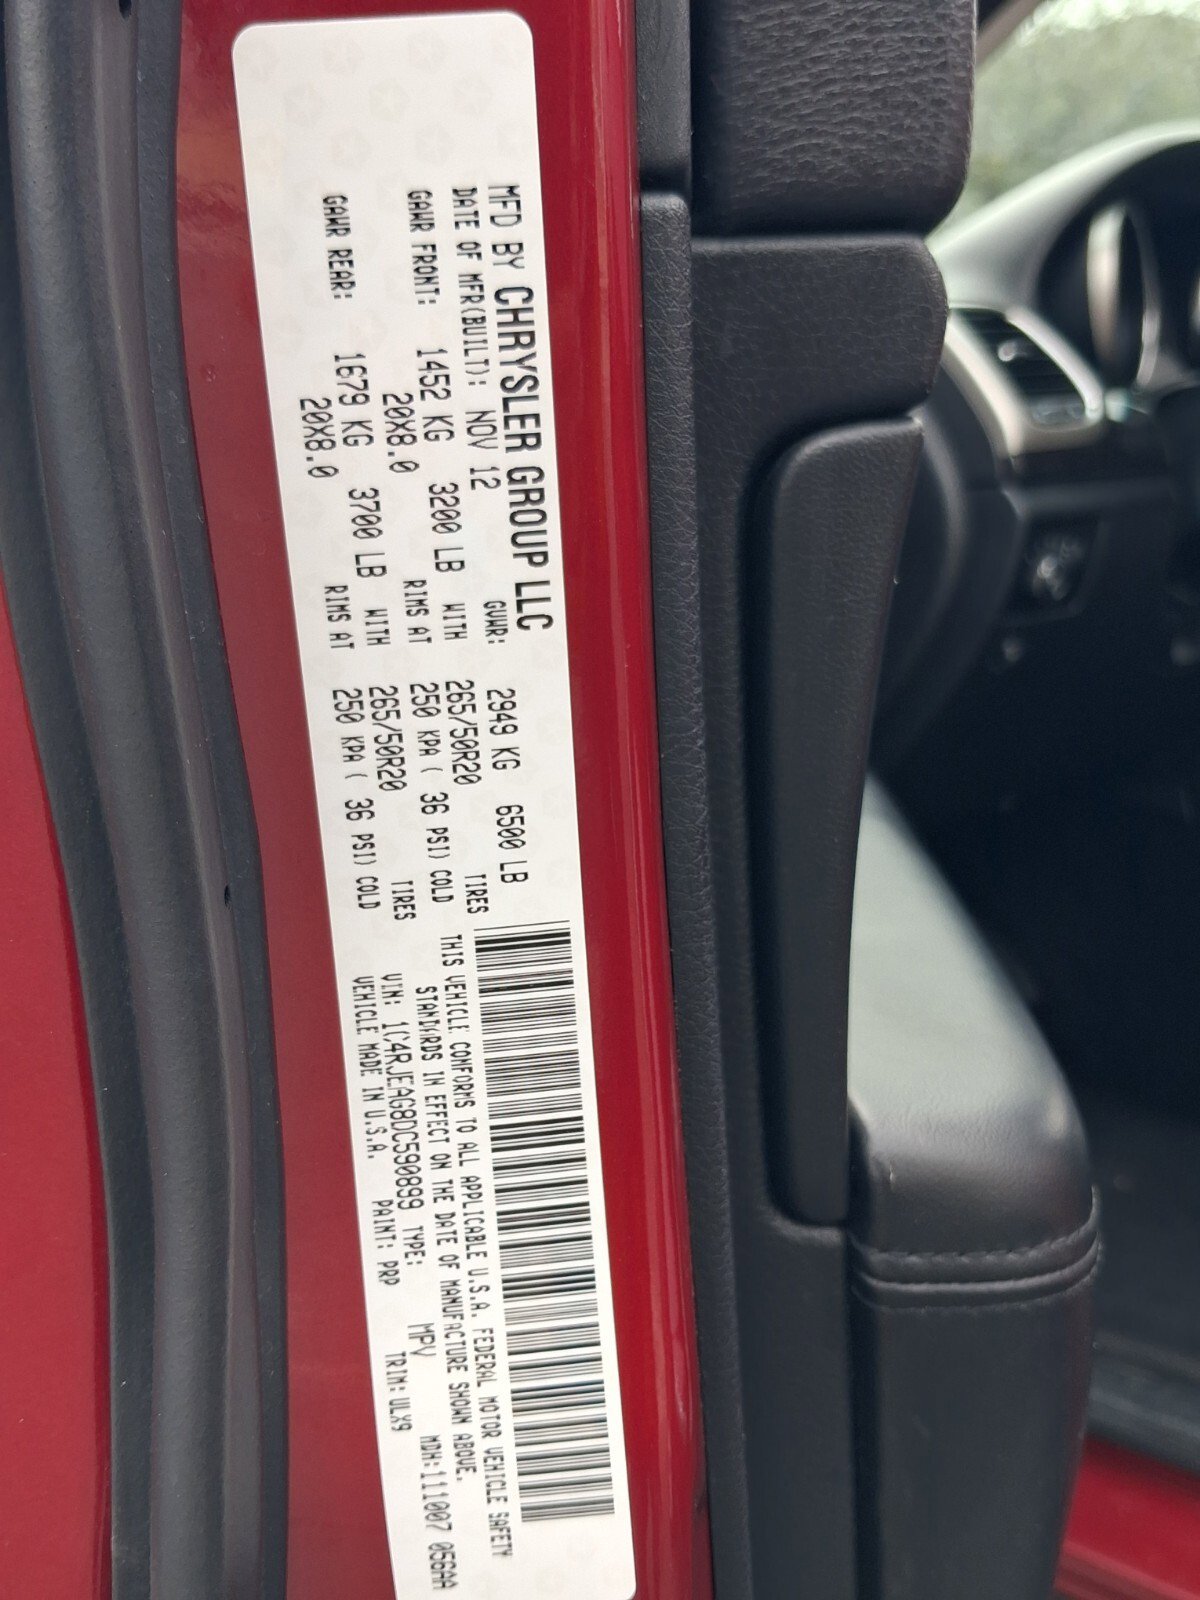 MFD BY CHRYSLER GROUP LLC
DATE OF MFR(BUILT): NOV 12 GVWR: 2949 KG 6500 LB
GAWR FRONT: 1452 KG 3200 LB WITH 265/50R20 TIRES
20X8.0 RIMS AT 250 KPA ( 36 PSI) COLD
GAWR REAR: 1679 KG 3700 LB WITH 265/50R20 TIRES
20X8.0 RIMS AT 250 KPA ( 36 PSI) COLD
THIS VEHICLE CONFORMS TO ALL APPLICABLE U.S.A. FEDERAL MOTOR VEHICLE SAFETY
STANDARDS IN EFFECT ON THE DATE OF MANUFACTURE SHOWN ABOVE.
VIN: 1C4RJEAG8DC590899 TYPE: MPV MDH:111007 056AA
VEHICLE MADE IN U.S.A. PAINT: PRP TRIM:ULX9